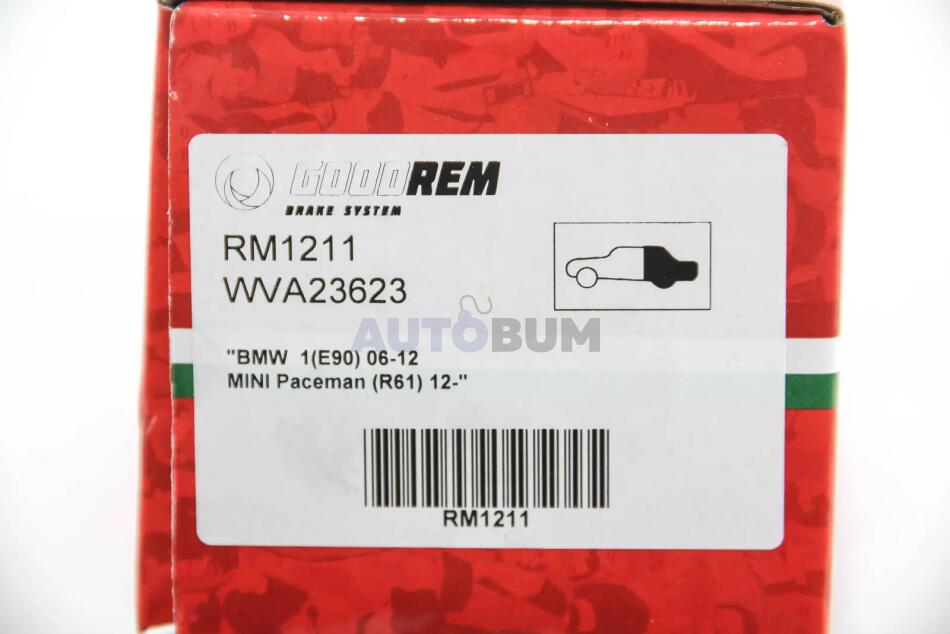 GOODREM
BRAKE SYSTEM
RM1211
WVA23623
AUTOBUM
"BMW  1(E90) 06-12
MINI Paceman (R61) 12-"
RM1211